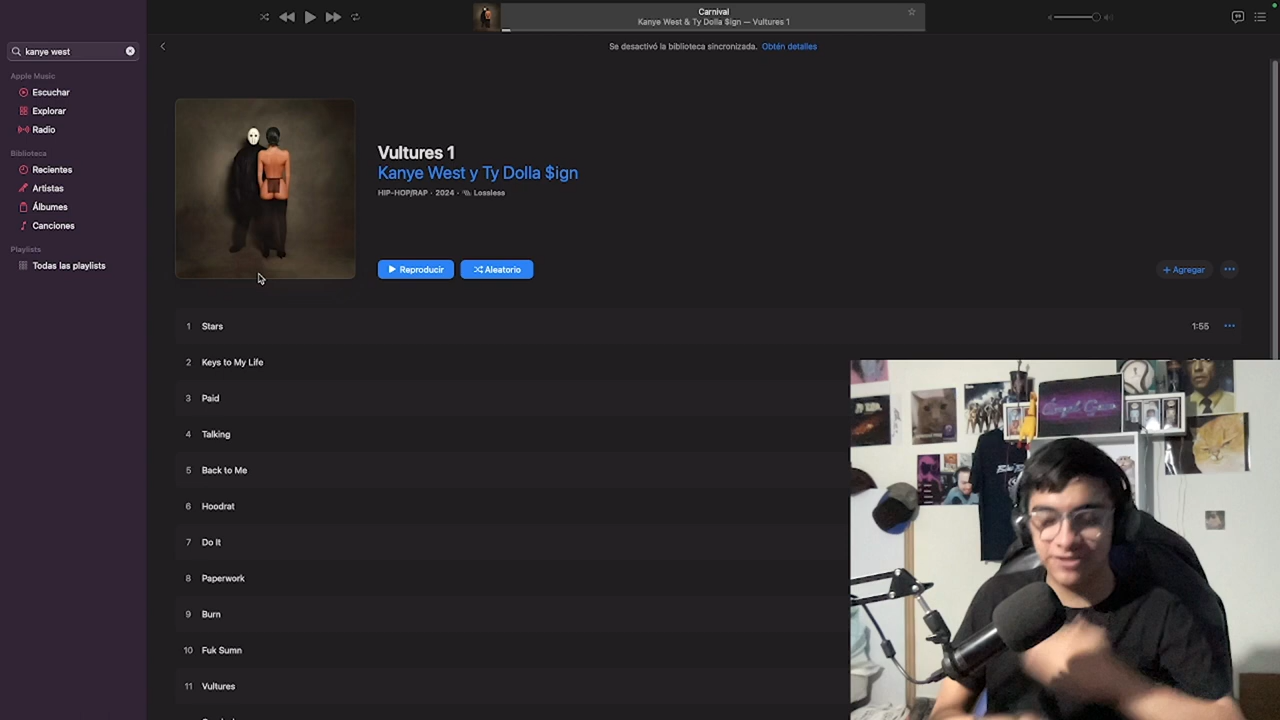 Carnival
Kanye West & Ty Dolla $ign — Vultures 1
kanye west
Se desactivó la biblioteca sincronizada. Obtén detalles
Apple Music
Escuchar
Explorar
Radio
Biblioteca
Recientes
Artistas
Álbumes
Canciones
Playlists
Todas las playlists
Vultures 1
Kanye West y Ty Dolla $ign
HIP-HOP/RAP · 2024 · Lossless
Reproducir
Aleatorio
+ Agregar
1 Stars 1:55
2 Keys to My Life
3 Paid
4 Talking
5 Back to Me
6 Hoodrat
7 Do It
8 Paperwork
9 Burn
10 Fuk Sumn
11 Vultures